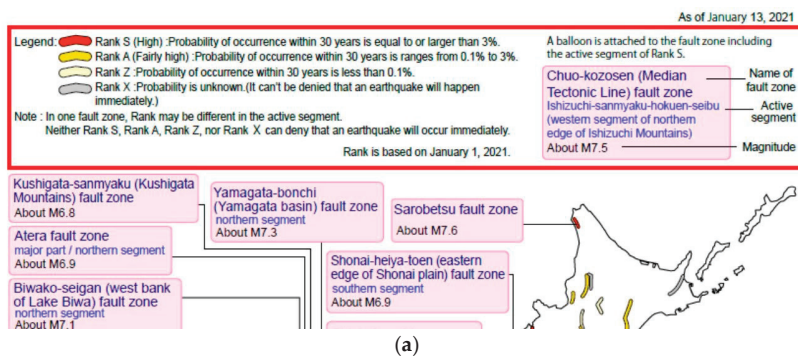 As of January 13, 2021
Legend: Rank S (High) :Probability of occurrence within 30 years is equal to or larger than 3%.
Rank A (Fairly high) :Probability of occurrence within 30 years is ranges from 0.1% to 3%.
Rank Z :Probability of occurrence within 30 years is less than 0.1%.
Rank X :Probability is unknown.(It can't be denied that an earthquake will happen
immediately.)
Note : In one fault zone, Rank may be different in the active segment.
Neither Rank S, Rank A, Rank Z, nor Rank X can deny that an earthquake will occur immediately.
Rank is based on January 1, 2021.
A balloon is attached to the fault zone including
the active segment of Rank S.
Chuo-kozosen (Median
Tectonic Line) fault zone
Ishizuchi-sanmyaku-hokuen-seibu
(western segment of northern
edge of Ishizuchi Mountains)
About M7.5
Name of
fault zone
Active
segment
Magnitude
Kushigata-sanmyaku (Kushigata
Mountains) fault zone
About M6.8
Yamagata-bonchi
(Yamagata basin) fault zone
northern segment
About M7.3
Sarobetsu fault zone
About M7.6
Atera fault zone
major part / northern segment
About M6.9
Shonai-heiya-toen (eastern
edge of Shonai plain) fault zone
southern segment
About M6.9
Biwako-seigan (west bank
of Lake Biwa) fault zone
northern segment
About M7.1
(a)